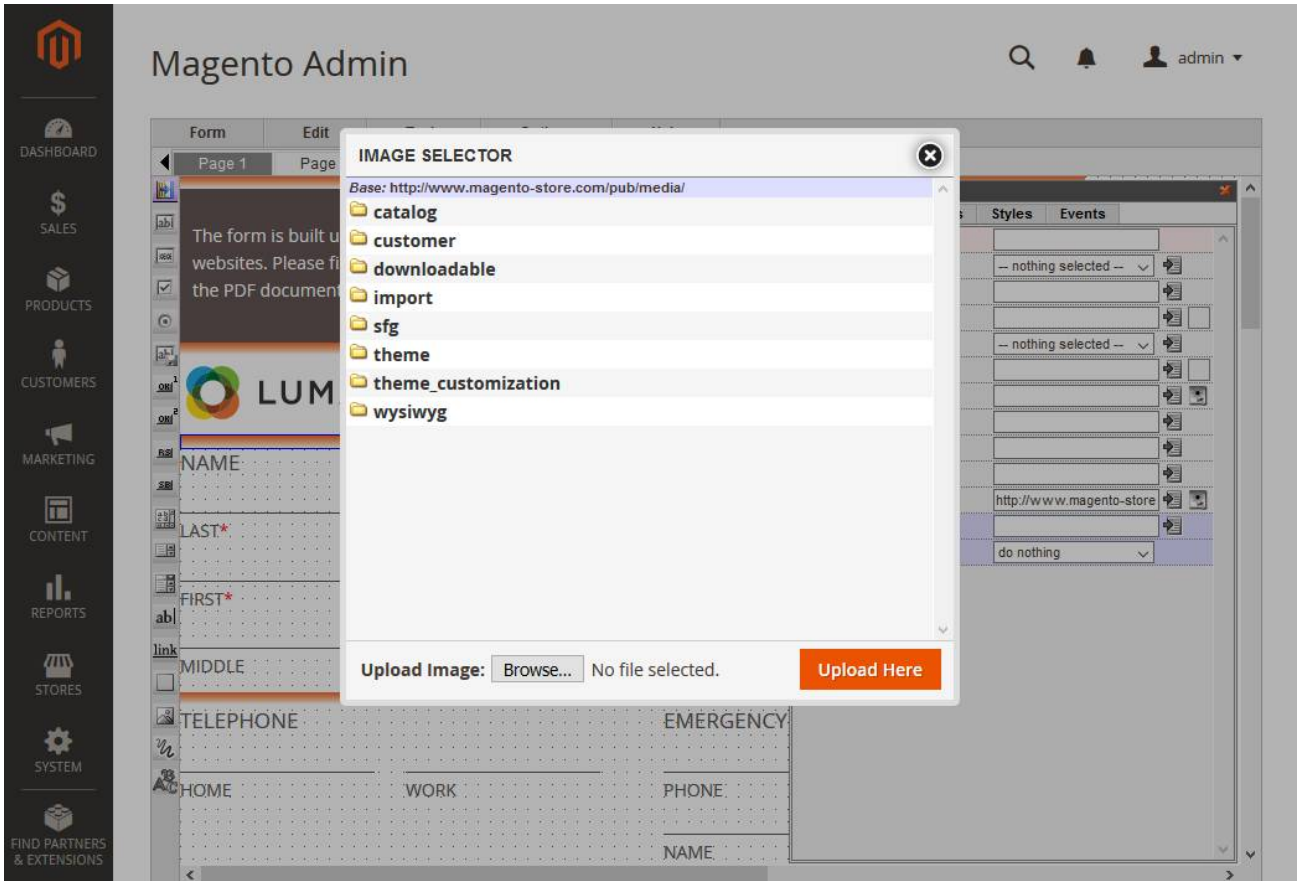 Magento Admin
admin
DASHBOARD
SALES
PRODUCTS
CUSTOMERS
MARKETING
CONTENT
REPORTS
STORES
SYSTEM
FIND PARTNERS
& EXTENSIONS
Form Edit
Page 1 Page
IMAGE SELECTOR
Base: http://www.magento-store.com/pub/media/
catalog
customer
downloadable
import
sfg
theme
theme_customization
wysiwyg
Upload Image: Browse... No file selected. Upload Here
The form is built u
websites. Please fi
the PDF document
LUM
NAME
LAST*
FIRST*
MIDDLE
TELEPHONE EMERGENCY
HOME WORK PHONE
NAME
ab|
link
s Styles Events
-- nothing selected --
-- nothing selected --
http://www.magento-store
do nothing